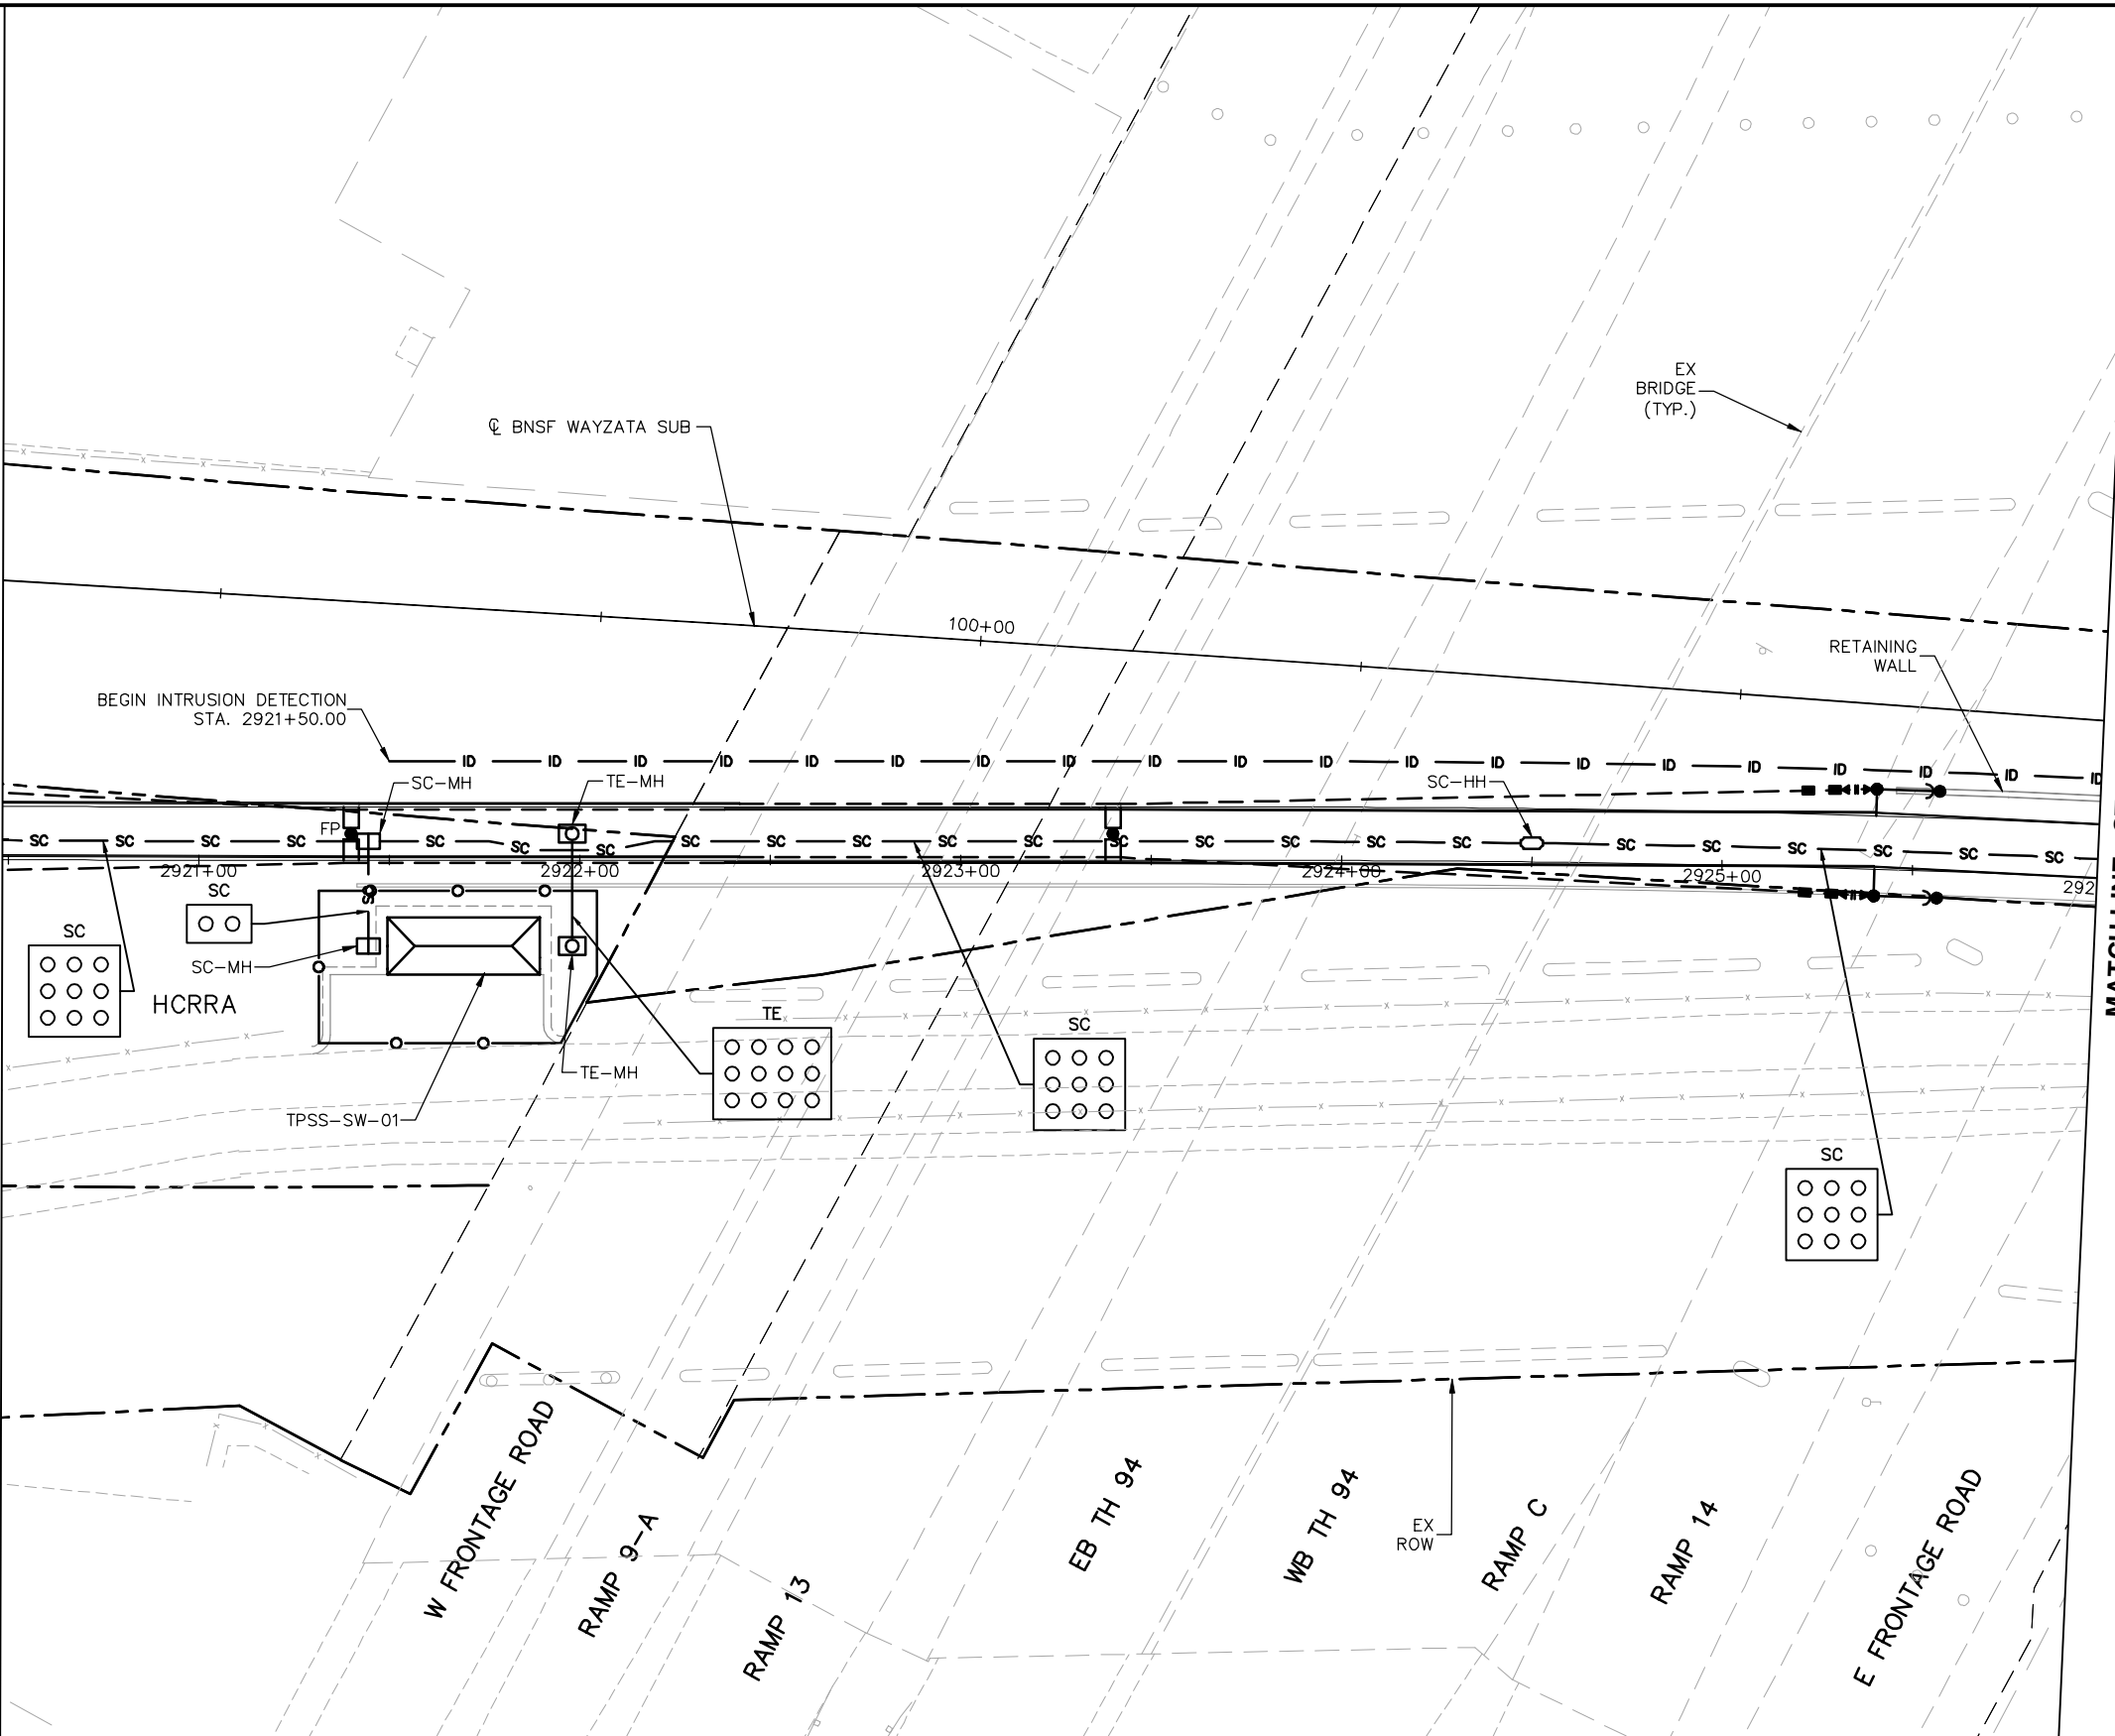 EX
BRIDGE
(TYP.)
℄ BNSF WAYZATA SUB
100+00
RETAINING
WALL
BEGIN INTRUSION DETECTION
STA. 2921+50.00
ID ID ID ID ID ID ID ID ID ID ID ID ID ID ID ID ID ID ID ID
SC-MH
TE-MH
SC-HH
FP
SC SC SC SC SC SC SC SC SC SC SC SC SC SC SC SC SC SC SC SC SC SC SC SC
2921+00
2922+00
2923+00
2924+00
2925+00
292
SC
SC
SC-MH
SC
HCRRA
TE
SC
TE-MH
TPSS-SW-01
SC
W FRONTAGE ROAD
RAMP 9-A
RAMP 13
EB TH 94
WB TH 94
EX
ROW
RAMP C
RAMP 14
E FRONTAGE ROAD